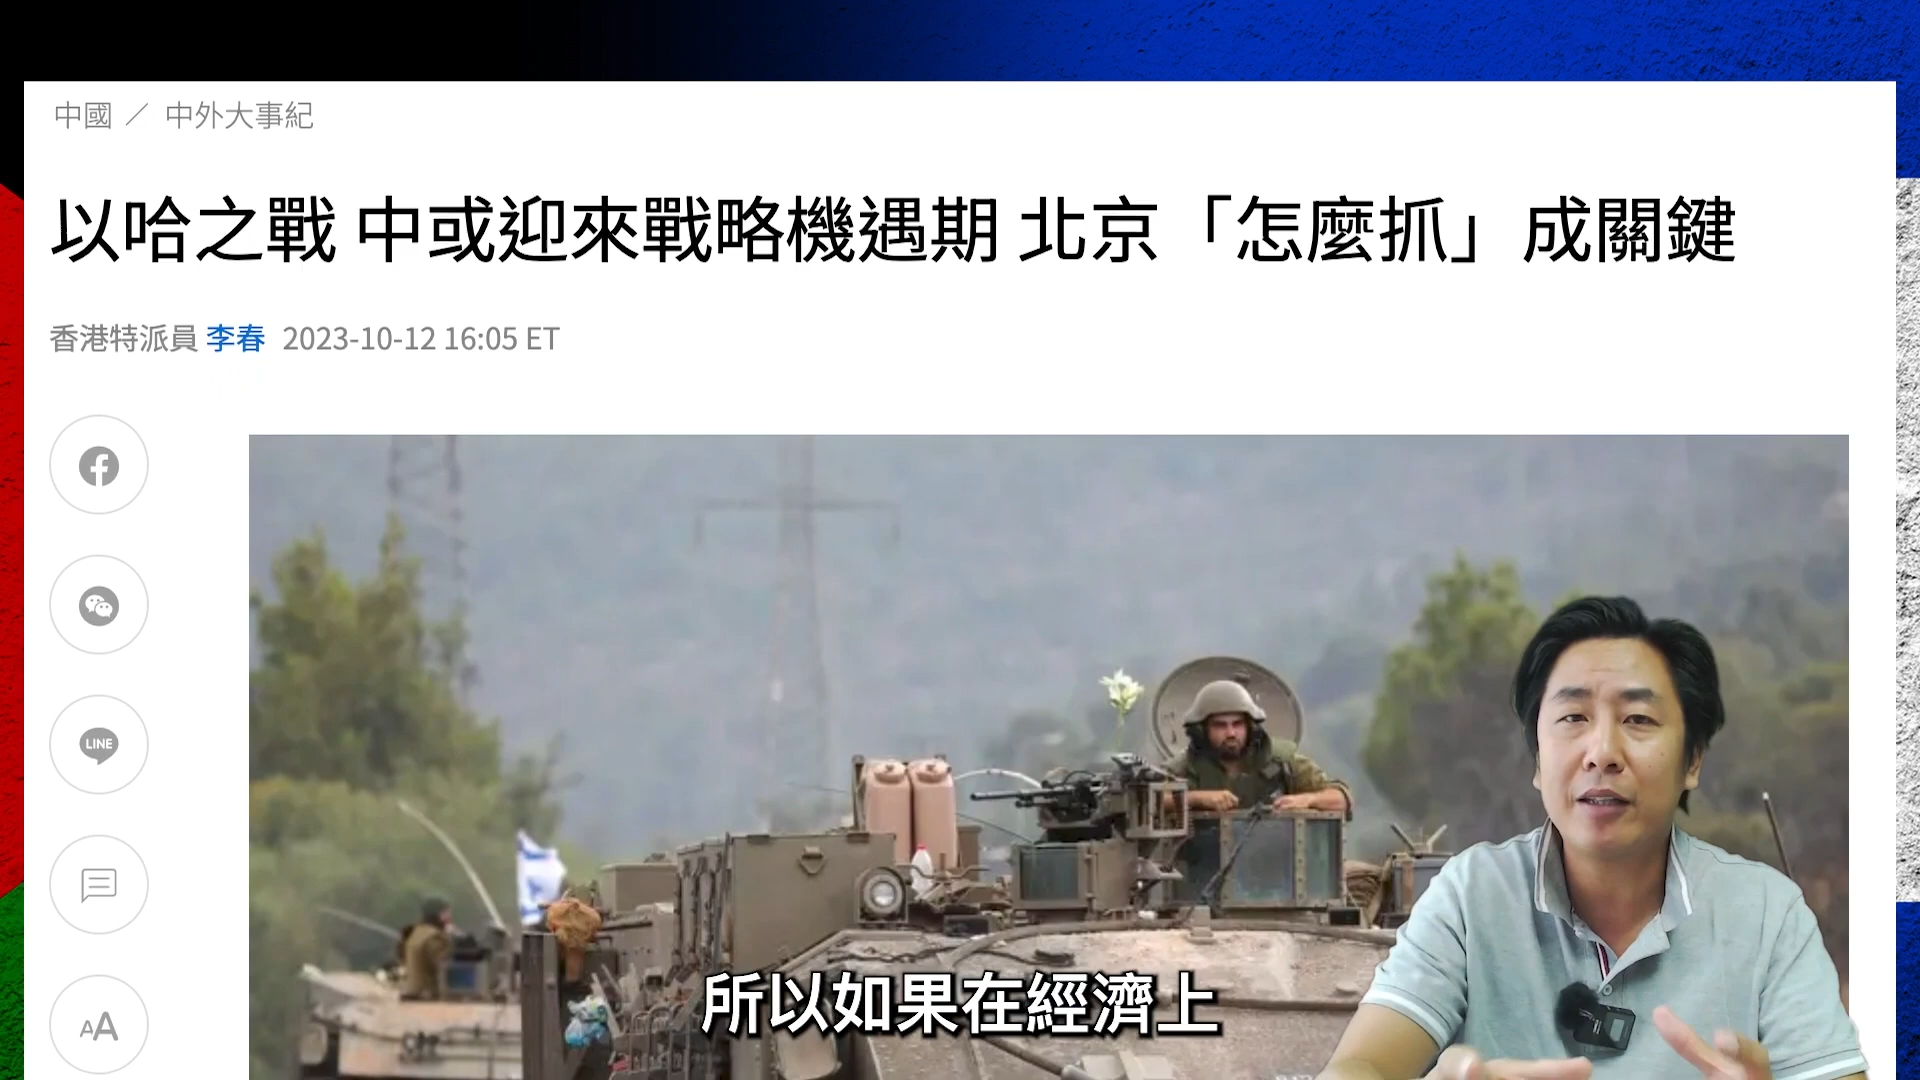 中國 ／ 中外大事紀
以哈之戰 中或迎來戰略機遇期 北京「怎麼抓」成關鍵
香港特派員 李春 2023-10-12 16:05 ET
LINE
AA
所以如果在經濟上